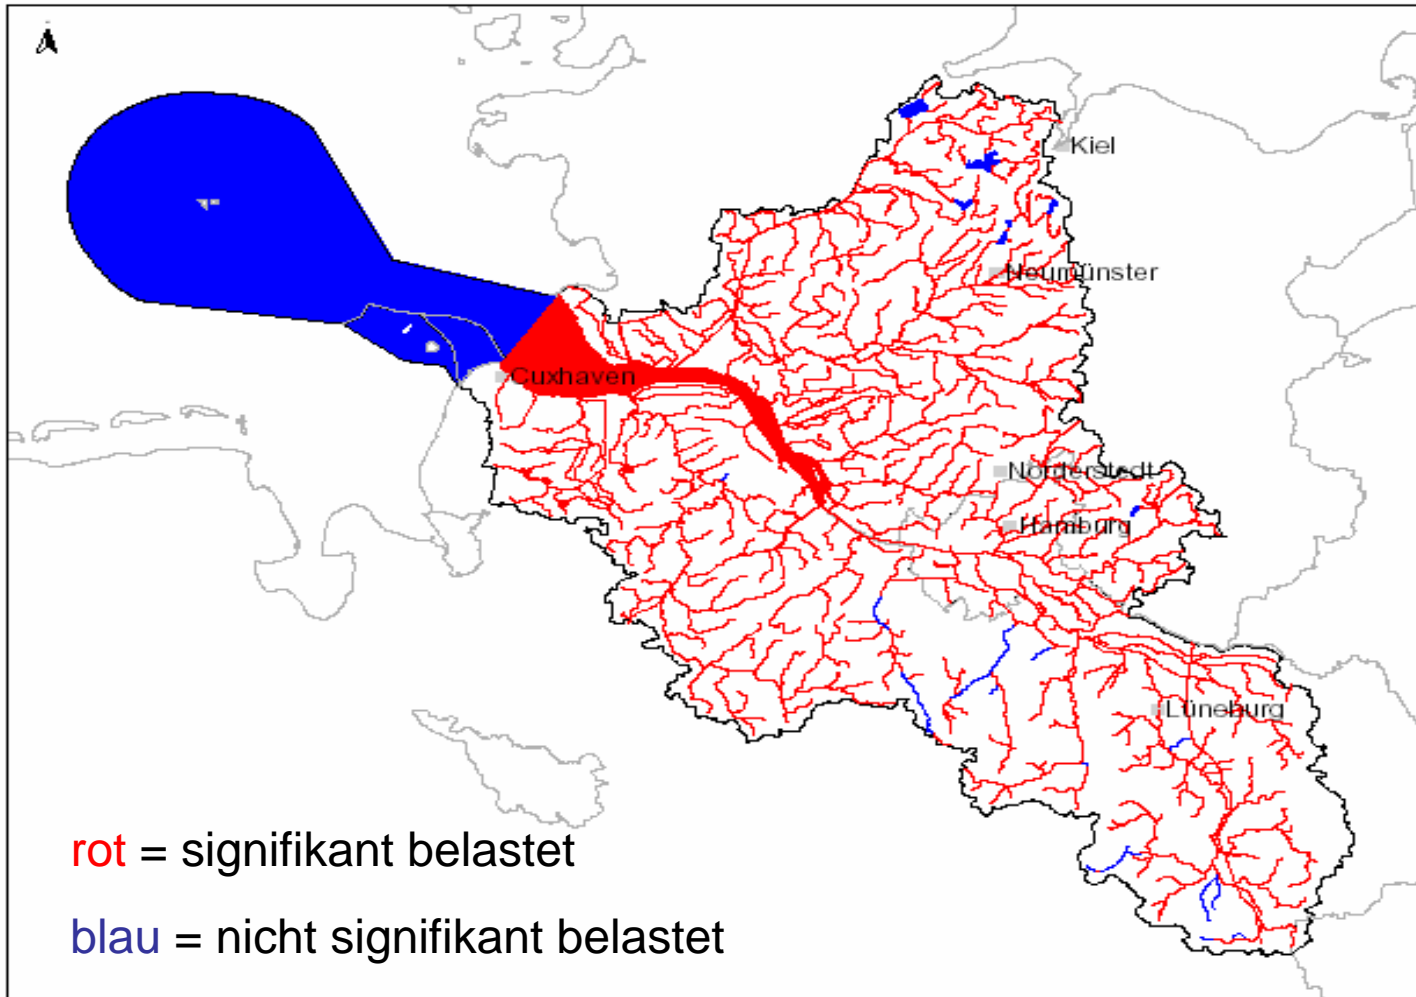 Kiel
Neumünster
Cuxhaven
Norderstedt
Hamburg
Lüneburg
rot = signifikant belastet
blau = nicht signifikant belastet